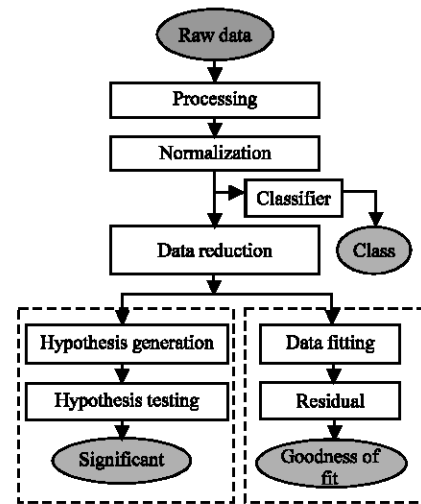 Raw data
Processing
Normalization
Classifier
Class
Data reduction
Hypothesis generation
Data fitting
Hypothesis testing
Residual
Significant
Goodness of
fit